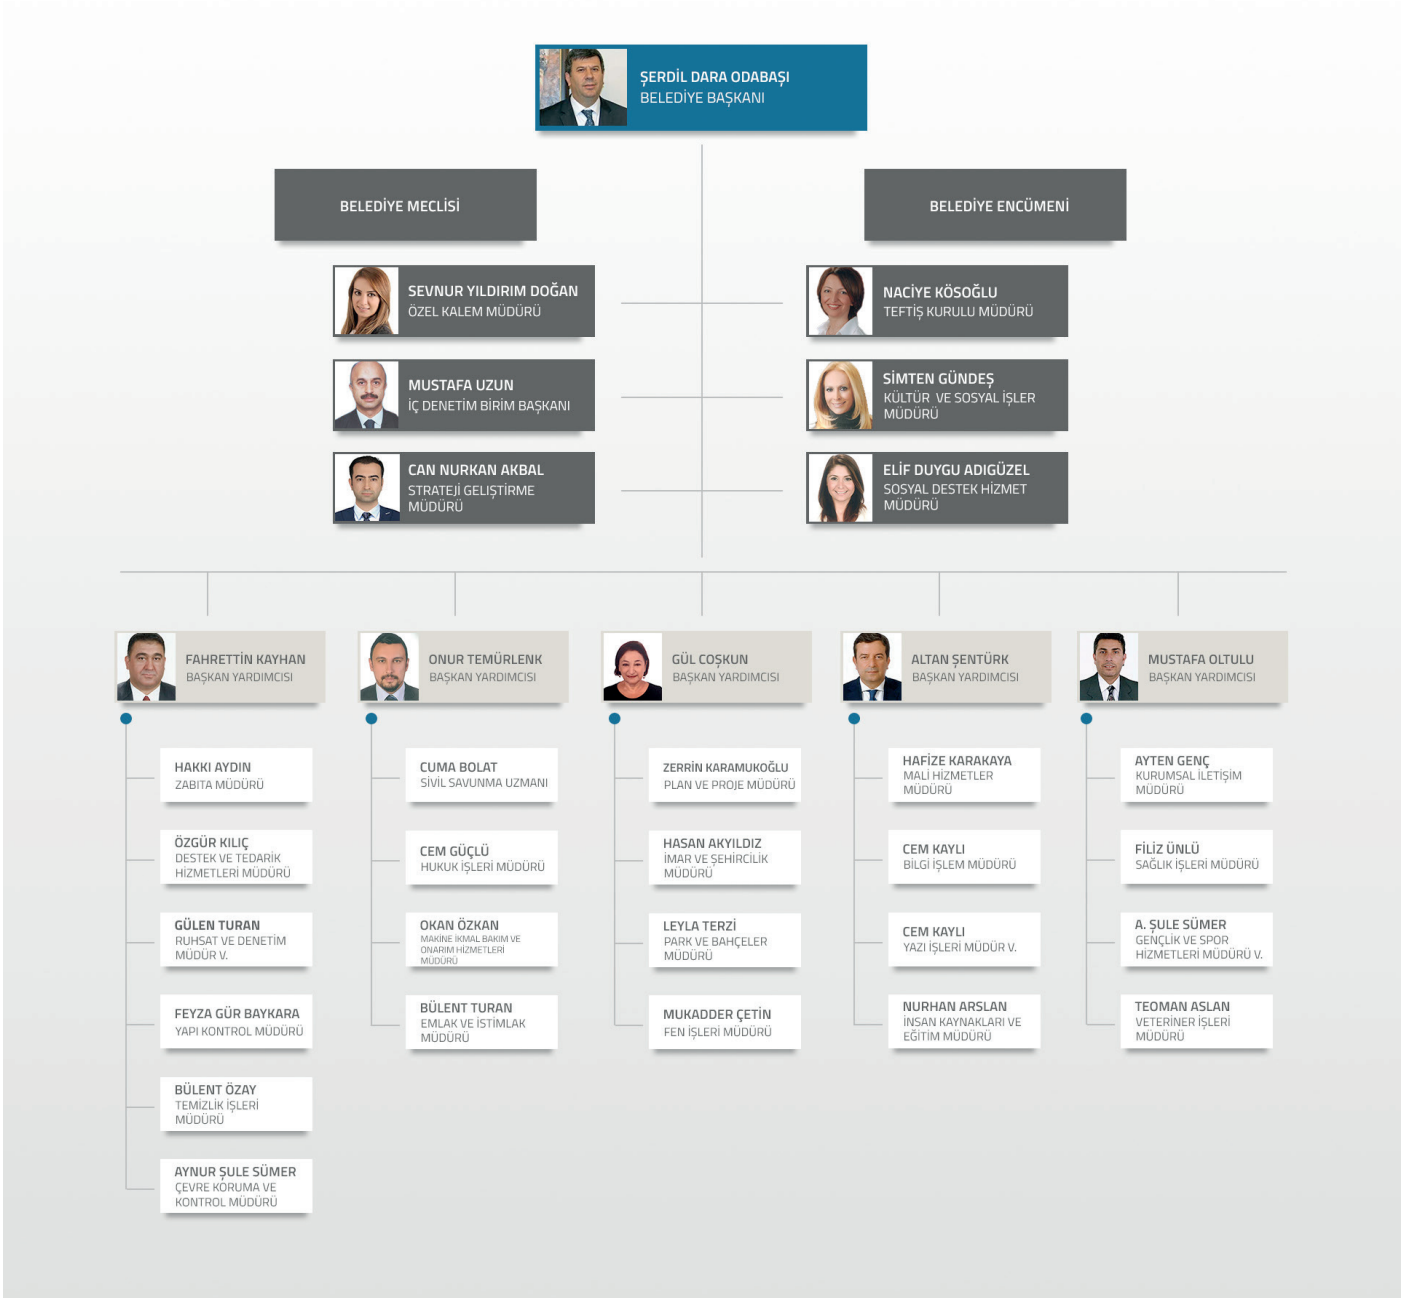 ŞERDİL DARA ODABAŞI
BELEDİYE BAŞKANI
BELEDİYE MECLİSİ
BELEDİYE ENCÜMENİ
SEVNUR YILDIRIM DOĞAN
ÖZEL KALEM MÜDÜRÜ
NACİYE KÖSOĞLU
TEFTİŞ KURULU MÜDÜRÜ
MUSTAFA UZUN
İÇ DENETİM BİRİM BAŞKANI
SİMTEN GÜNDEŞ
KÜLTÜR VE SOSYAL İŞLER
MÜDÜRÜ
CAN NURKAN AKBAL
STRATEJİ GELIŞTİRME
MÜDÜRÜ
ELİF DUYGU ADIGÜZEL
SOSYAL DESTEK HİZMET
MÜDÜRÜ
FAHRETTİN KAYHAN
BAŞKAN YARDIMCISI
HAKKI AYDIN
ZABITA MÜDÜRÜ
ÖZGÜR KILIÇ
DESTEK VE TEDARİK
HİZMETLERİ MÜDÜRÜ
GÜLEN TURAN
RUHSAT VE DENETİM
MÜDÜR V.
FEYZA GÜR BAYKARA
YAPI KONTROL MÜDÜRÜ
BÜLENT ÖZAY
TEMİZLİK İŞLERİ
MÜDÜRÜ
AYNUR ŞULE SÜMER
ÇEVRE KORUMA VE
KONTROL MÜDÜRÜ
ONUR TEMÜRLENK
BAŞKAN YARDIMCISI
CUMA BOLAT
SİVİL SAVUNMA UZMANI
CEM GÜÇLÜ
HUKUK İŞLERİ MÜDÜRÜ
OKAN ÖZKAN
MAKİNE İKMAL BAKIM VE
ONARIM HİZMETLERİ
MÜDÜRÜ
BÜLENT TURAN
EMLAK VE İSTİMLAK
MÜDÜRÜ
GÜL COŞKUN
BAŞKAN YARDIMCISI
ZERRİN KARAMUKOĞLU
PLAN VE PROJE MÜDÜRÜ
HASAN AKYILDIZ
İMAR VE ŞEHİRCİLİK
MÜDÜRÜ
LEYLA TERZİ
PARK VE BAHÇELER
MÜDÜRÜ
MUKADDER ÇETİN
FEN İŞLERİ MÜDÜRÜ
ALTAN ŞENTÜRK
BAŞKAN YARDIMCISI
HAFİZE KARAKAYA
MALİ HİZMETLER
MÜDÜRÜ
CEM KAYLI
BİLGİ İŞLEM MÜDÜRÜ
CEM KAYLI
YAZI İŞLERİ MÜDÜR V.
NURHAN ARSLAN
İNSAN KAYNAKLARI VE
EĞİTİM MÜDÜRÜ
MUSTAFA OLTULU
BAŞKAN YARDIMCISI
AYTEN GENÇ
KURUMSAL İLETİŞİM
MÜDÜRÜ
FİLİZ ÜNLÜ
SAĞLIK İŞLERİ MÜDÜRÜ
A. ŞULE SÜMER
GENÇLİK VE SPOR
HİZMETLERİ MÜDÜRÜ V.
TEOMAN ASLAN
VETERİNER İŞLERİ
MÜDÜRÜ